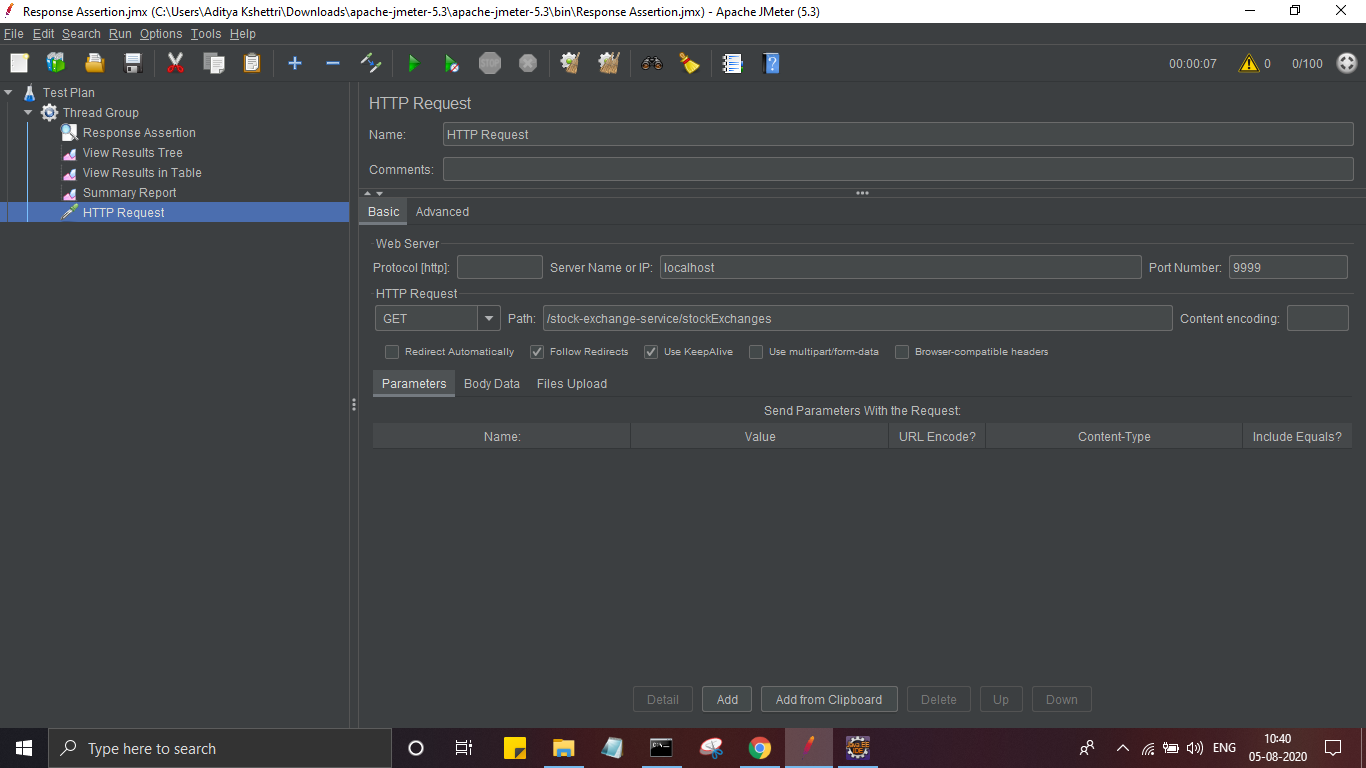 Response Assertion.jmx (C:\Users\Aditya Kshettri\Downloads\apache-jmeter-5.3\apache-jmeter-5.3\bin\Response Assertion.jmx) - Apache JMeter (5.3)
File Edit Search Run Options Tools Help
STOP 00:00:07 0 0/100
Test Plan
Thread Group
Response Assertion
View Results Tree
View Results in Table
Summary Report
HTTP Request
HTTP Request
Name: HTTP Request
Comments:
Basic Advanced
Web Server
Protocol [http]: Server Name or IP: localhost Port Number: 9999
HTTP Request
GET Path: /stock-exchange-service/stockExchanges Content encoding:
Redirect Automatically Follow Redirects Use KeepAlive Use multipart/form-data Browser-compatible headers
Parameters Body Data Files Upload
Send Parameters With the Request:
Name: Value URL Encode? Content-Type Include Equals?
Detail Add Add from Clipboard Delete Up Down
Type here to search
ENG
10:40
05-08-2020